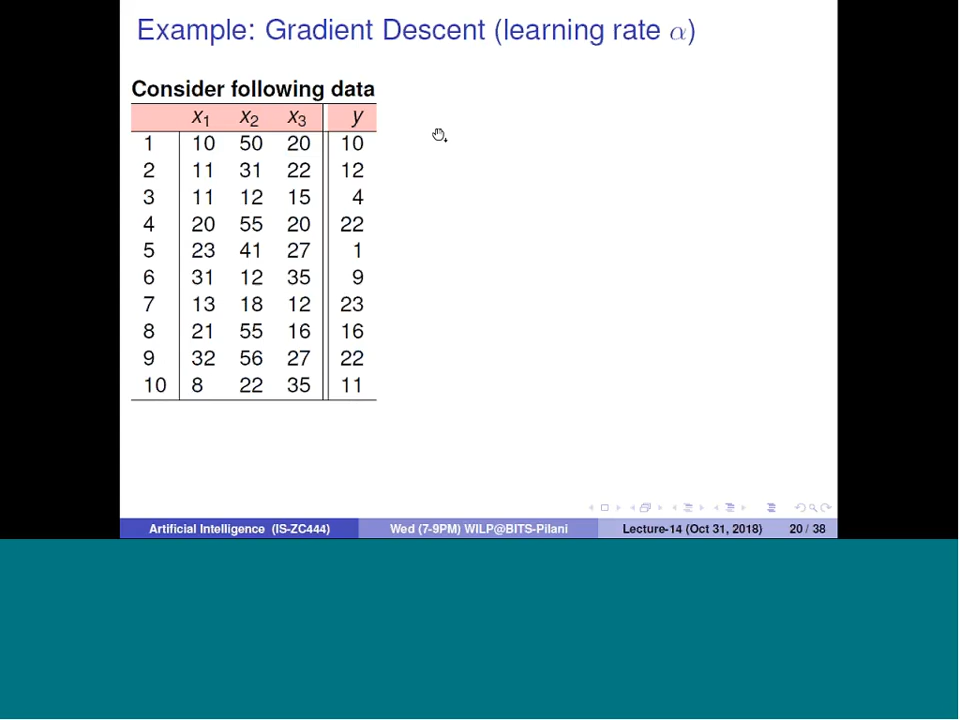 Example: Gradient Descent (learning rate α)
Consider following data
x1 x2 x3 y
1 10 50 20 10
2 11 31 22 12
3 11 12 15 4
4 20 55 20 22
5 23 41 27 1
6 31 12 35 9
7 13 18 12 23
8 21 55 16 16
9 32 56 27 22
10 8 22 35 11
Artificial Intelligence (IS-ZC444) Wed (7-9PM) WILP@BITS-Pilani Lecture-14 (Oct 31, 2018) 20 / 38